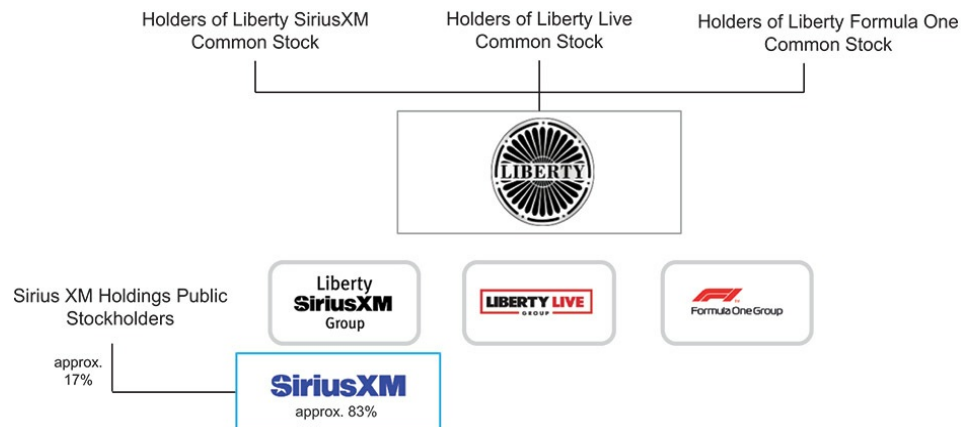 Holders of Liberty SiriusXM
Common Stock
Holders of Liberty Live
Common Stock
Holders of Liberty Formula One
Common Stock
LIBERTY
Liberty
SiriusXM
Group
LIBERTY LIVE
GROUP
F1
Formula One Group
Sirius XM Holdings Public
Stockholders
approx.
17%
SiriusXM
approx. 83%